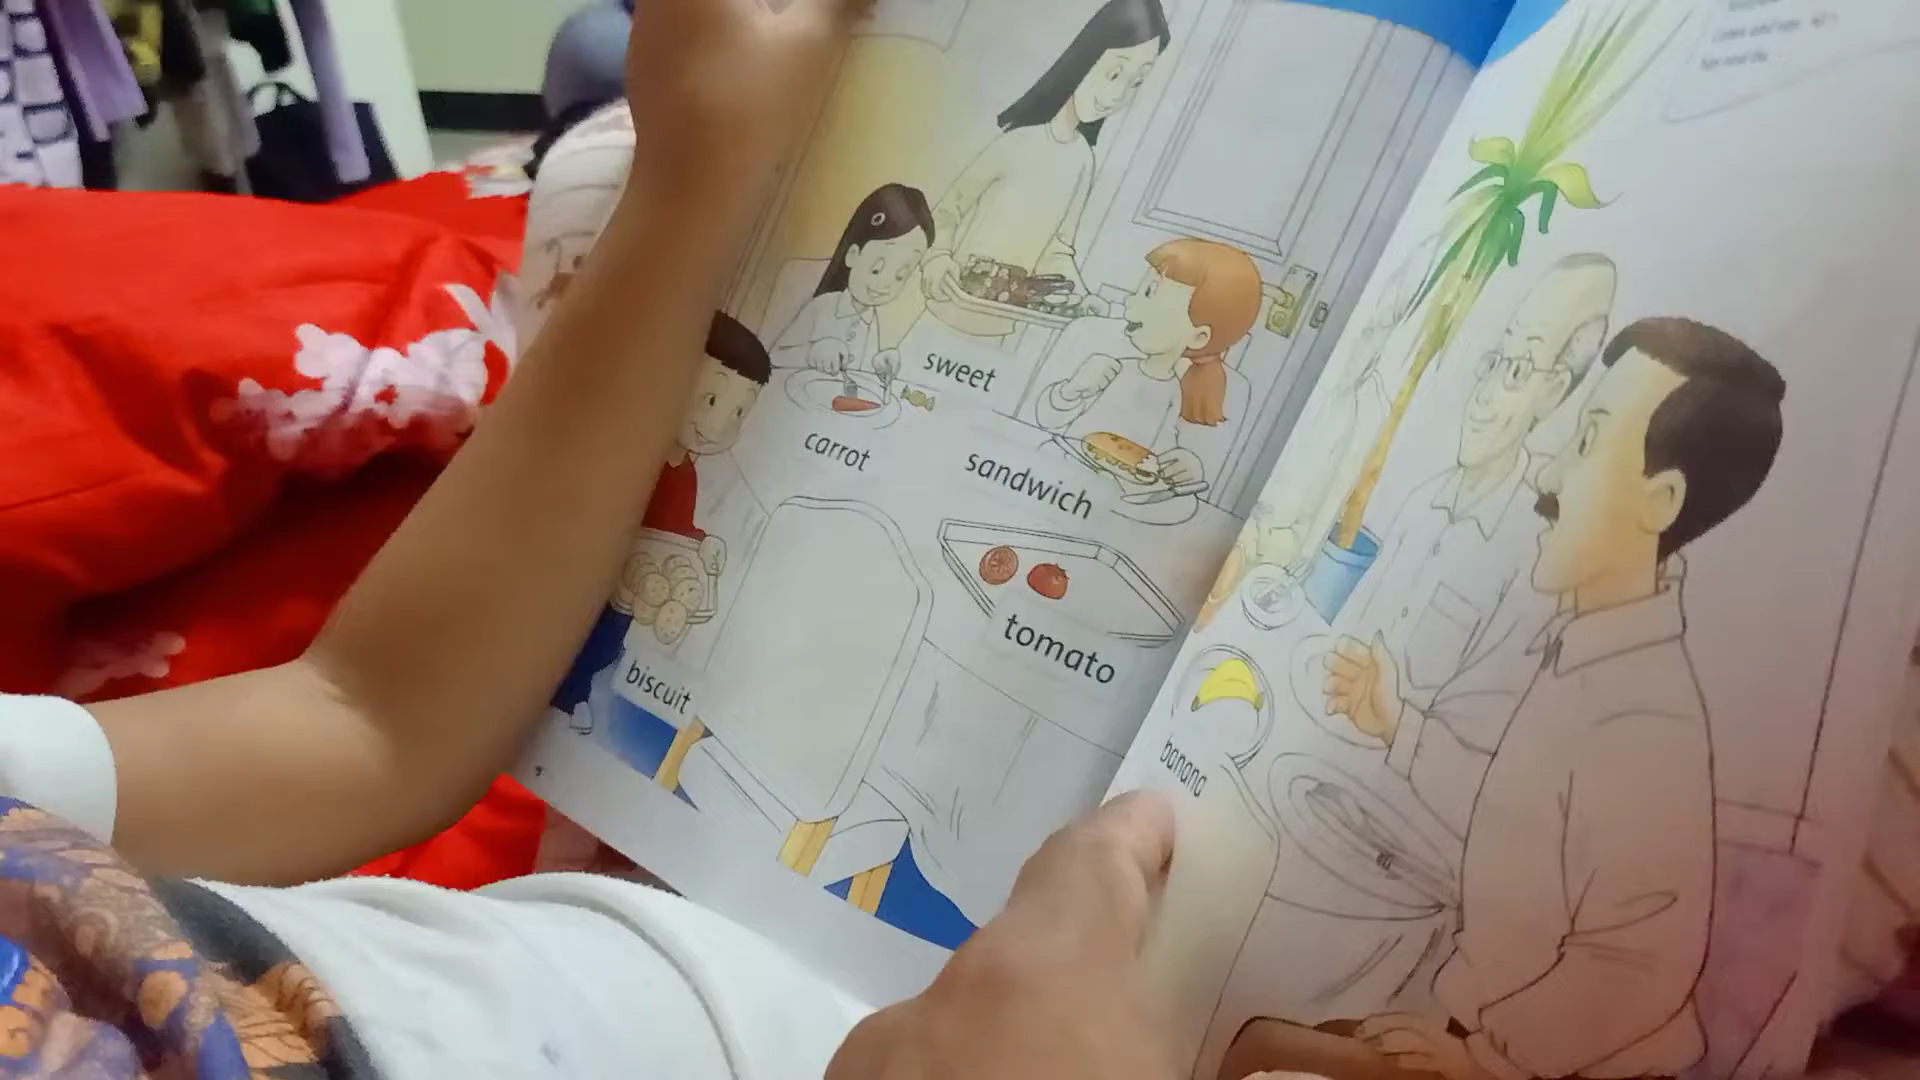 sweet
carrot
sandwich
tomato
biscuit
banana